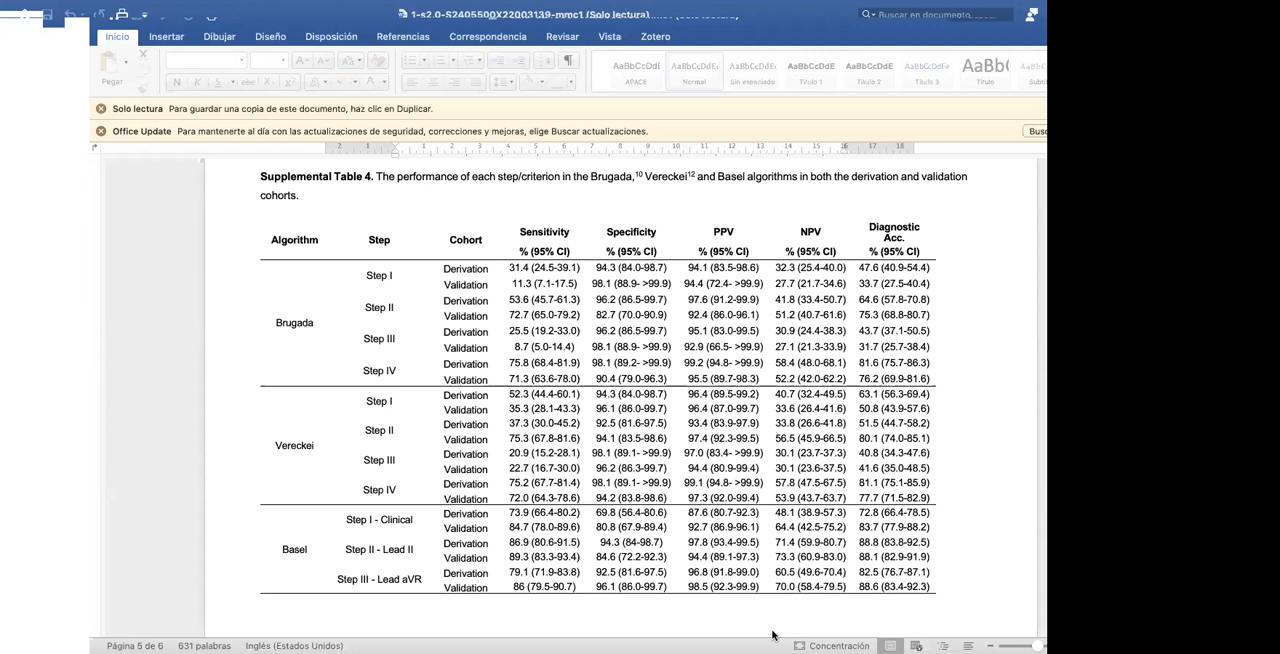 1-s2.0-S2405500X22003139-mmc1 (Solo lectura)
Buscar en documento
Inicio Insertar Dibujar Diseño Disposición Referencias Correspondencia Revisar Vista Zotero
Pegar
N K S abc X₂ X² A A A
AaBbCcDdEe AaBbCcDdEe AaBbCcDdEe AaBbCcDdE AaBbCcDdE AaBbCcDdEe AaBb
APACE Normal Sin espaciado Título 1 Título 2 Título 3 Título
Solo lectura Para guardar una copia de este documento, haz clic en Duplicar.
Office Update Para mantenerte al día con las actualizaciones de seguridad, correcciones y mejoras, elige Buscar actualizaciones.
2 1 1 2 3 4 5 6 7 8 9 10 11 12 13 14 15 16 17 18
Supplemental Table 4. The performance of each step/criterion in the Brugada,¹⁰ Vereckei¹² and Basel algorithms in both the derivation and validation
cohorts.
Algorithm Step Cohort Sensitivity % (95% CI) Specificity % (95% CI) PPV % (95% CI) NPV % (95% CI) Diagnostic Acc. % (95% CI)
Brugada
Step I
Derivation 31.4 (24.5-39.1) 94.3 (84.0-98.7) 94.1 (83.5-98.6) 32.3 (25.4-40.0) 47.6 (40.9-54.4)
Validation 11.3 (7.1-17.5) 98.1 (88.9- >99.9) 94.4 (72.4- >99.9) 27.7 (21.7-34.6) 33.7 (27.5-40.4)
Step II
Derivation 53.6 (45.7-61.3) 96.2 (86.5-99.7) 97.6 (91.2-99.9) 41.8 (33.4-50.7) 64.6 (57.8-70.8)
Validation 72.7 (65.0-79.2) 82.7 (70.0-90.9) 92.4 (86.0-96.1) 51.2 (40.7-61.6) 75.3 (68.8-80.7)
Step III
Derivation 25.5 (19.2-33.0) 96.2 (86.5-99.7) 95.1 (83.0-99.5) 30.9 (24.4-38.3) 43.7 (37.1-50.5)
Validation 8.7 (5.0-14.4) 98.1 (88.9- >99.9) 92.9 (66.5- >99.9) 27.1 (21.3-33.9) 31.7 (25.7-38.4)
Step IV
Derivation 75.8 (68.4-81.9) 98.1 (89.2- >99.9) 99.2 (94.8- >99.9) 58.4 (48.0-68.1) 81.6 (75.7-86.3)
Validation 71.3 (63.6-78.0) 90.4 (79.0-96.3) 95.5 (89.7-98.3) 52.2 (42.0-62.2) 76.2 (69.9-81.6)
Vereckei
Step I
Derivation 52.3 (44.4-60.1) 94.3 (84.0-98.7) 96.4 (89.5-99.2) 40.7 (32.4-49.5) 63.1 (56.3-69.4)
Validation 35.3 (28.1-43.3) 96.1 (86.0-99.7) 96.4 (87.0-99.7) 33.6 (26.4-41.6) 50.8 (43.9-57.6)
Step II
Derivation 37.3 (30.0-45.2) 92.5 (81.6-97.5) 93.4 (83.9-97.9) 33.8 (26.6-41.8) 51.5 (44.7-58.2)
Validation 75.3 (67.8-81.6) 94.1 (83.5-98.6) 97.4 (92.3-99.5) 56.5 (45.9-66.5) 80.1 (74.0-85.1)
Step III
Derivation 20.9 (15.2-28.1) 98.1 (89.1- >99.9) 97.0 (83.4- >99.9) 30.1 (23.7-37.3) 40.8 (34.3-47.6)
Validation 22.7 (16.7-30.0) 96.2 (86.3-99.7) 94.4 (80.9-99.4) 30.1 (23.6-37.5) 41.6 (35.0-48.5)
Step IV
Derivation 75.2 (67.7-81.4) 98.1 (89.1- >99.9) 99.1 (94.8- >99.9) 57.8 (47.5-67.5) 81.1 (75.1-85.9)
Validation 72.0 (64.3-78.6) 94.2 (83.8-98.6) 97.3 (92.0-99.4) 53.9 (43.7-63.7) 77.7 (71.5-82.9)
Basel
Step I - Clinical
Derivation 73.9 (66.4-80.2) 69.8 (56.4-80.6) 87.6 (80.7-92.3) 48.1 (38.9-57.3) 72.8 (66.4-78.5)
Validation 84.7 (78.0-89.6) 80.8 (67.9-89.4) 92.7 (86.9-96.1) 64.4 (42.5-75.2) 83.7 (77.9-88.2)
Step II - Lead II
Derivation 86.9 (80.6-91.5) 94.3 (84-98.7) 97.8 (93.4-99.5) 71.4 (59.9-80.7) 88.8 (83.8-92.5)
Validation 89.3 (83.3-93.4) 84.6 (72.2-92.3) 94.4 (89.1-97.3) 73.3 (60.9-83.0) 88.1 (82.9-91.9)
Step III - Lead aVR
Derivation 79.1 (71.9-83.8) 92.5 (81.6-97.5) 96.8 (91.8-99.0) 60.5 (49.6-70.4) 82.5 (76.7-87.1)
Validation 86 (79.5-90.7) 96.1 (86.0-99.7) 98.5 (92.3-99.9) 70.0 (58.4-79.5) 88.6 (83.4-92.3)
Página 5 de 6 631 palabras Inglés (Estados Unidos) Concentración